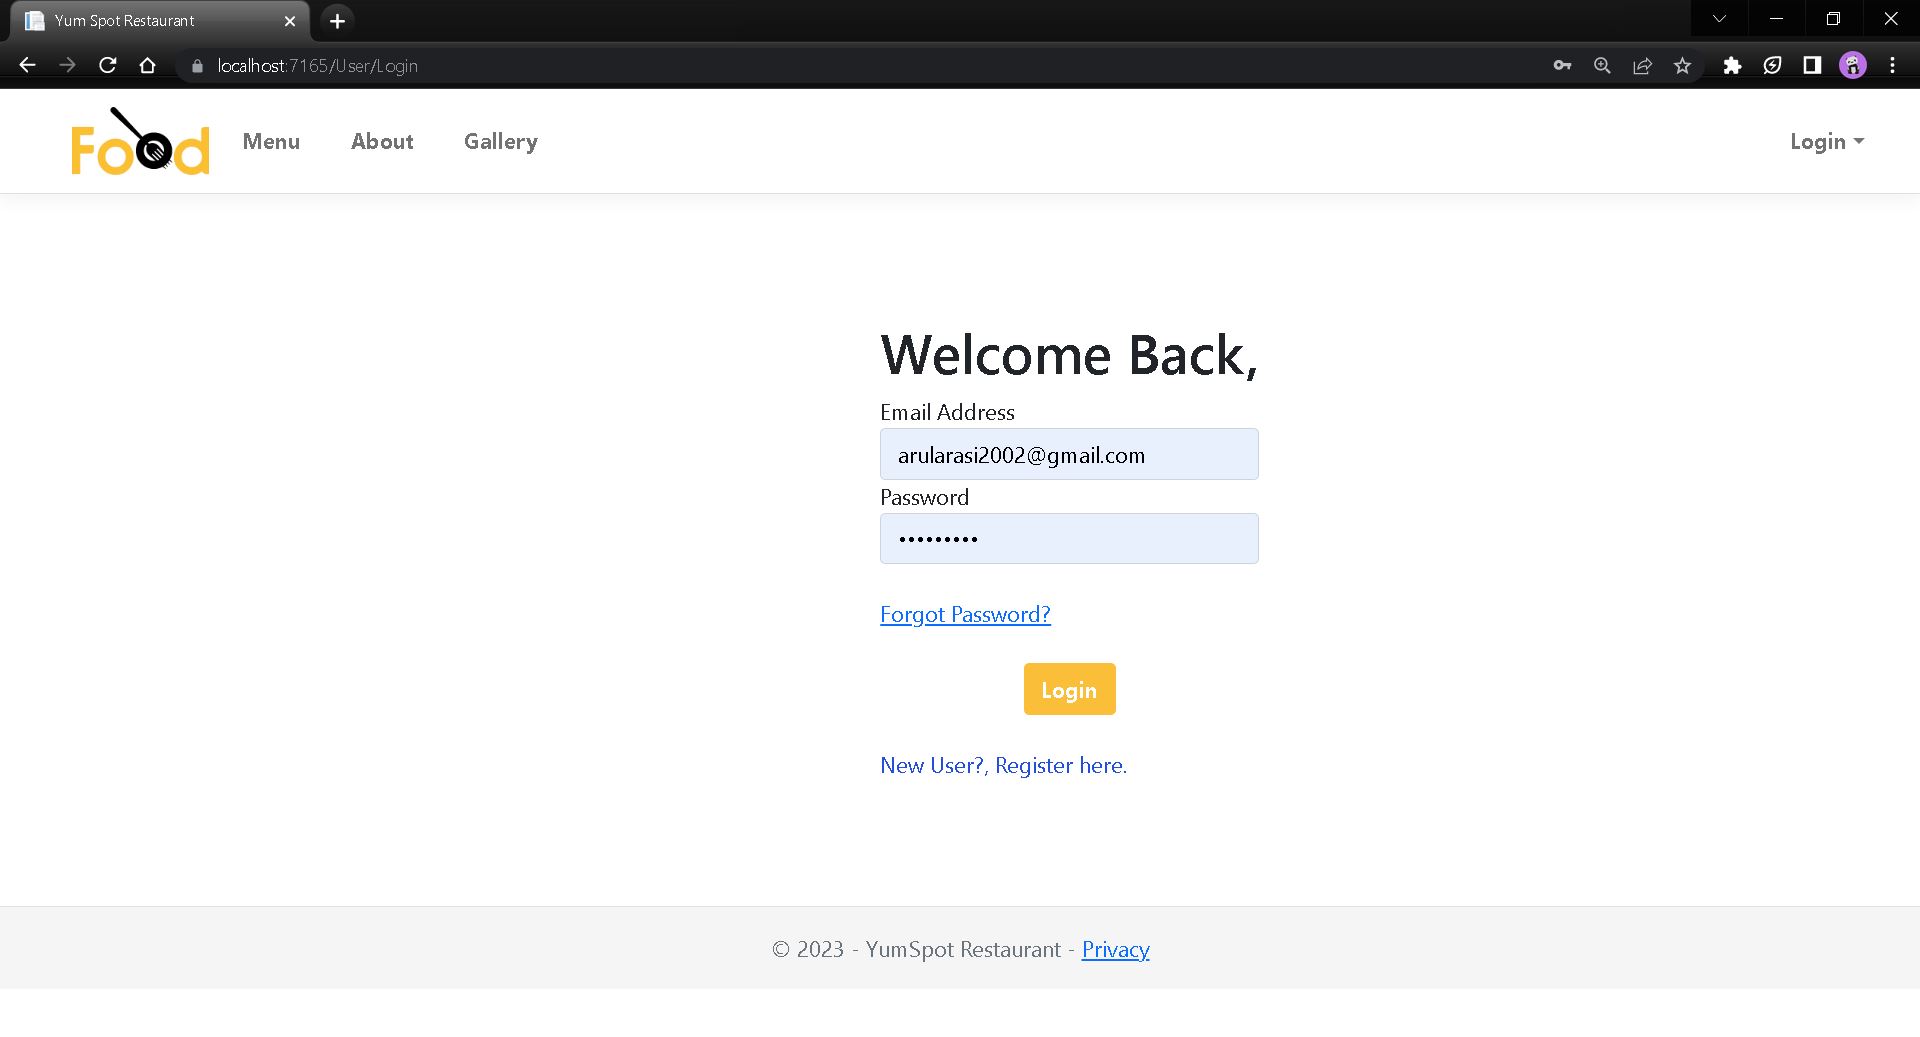 Yum Spot Restaurant
localhost:7165/User/Login
Food
Menu
About
Gallery
Login
Welcome Back,
Email Address
arularasi2002@gmail.com
Password
•••••••••
Forgot Password?
Login
New User?, Register here.
© 2023 - YumSpot Restaurant - Privacy